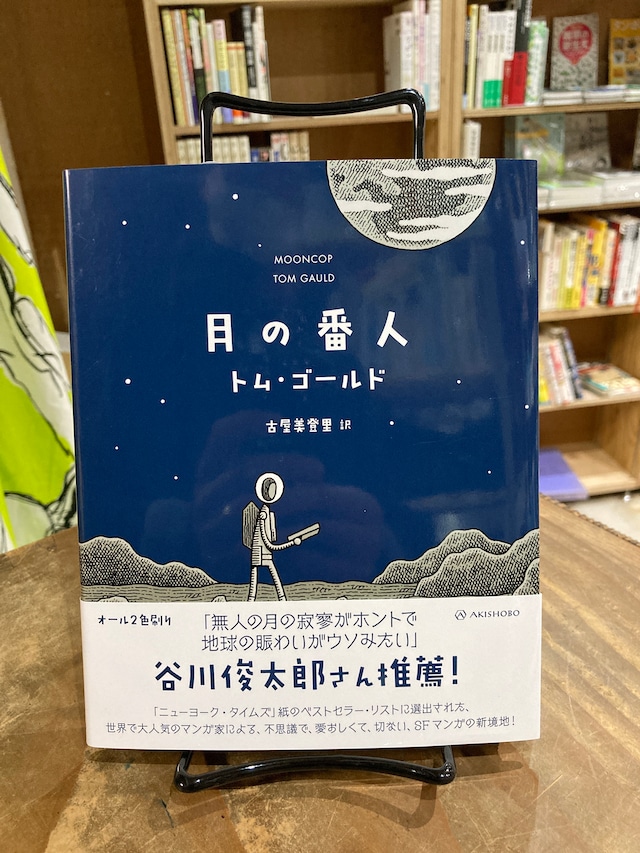 MOONCOP
TOM GAULD
月の番人
トム・ゴールド
古屋美登里 訳
オール2色刷り
「無人の月の寂寥がホントで
地球の賑わいがウソみたい」
AKISHOBO
谷川俊太郎さん推薦!
「ニューヨーク・タイムズ」紙のベストセラー・リストに選出された、
世界で大人気のマンガ家による、不思議で、愛おしくて、切ない、SFマンガの新境地!